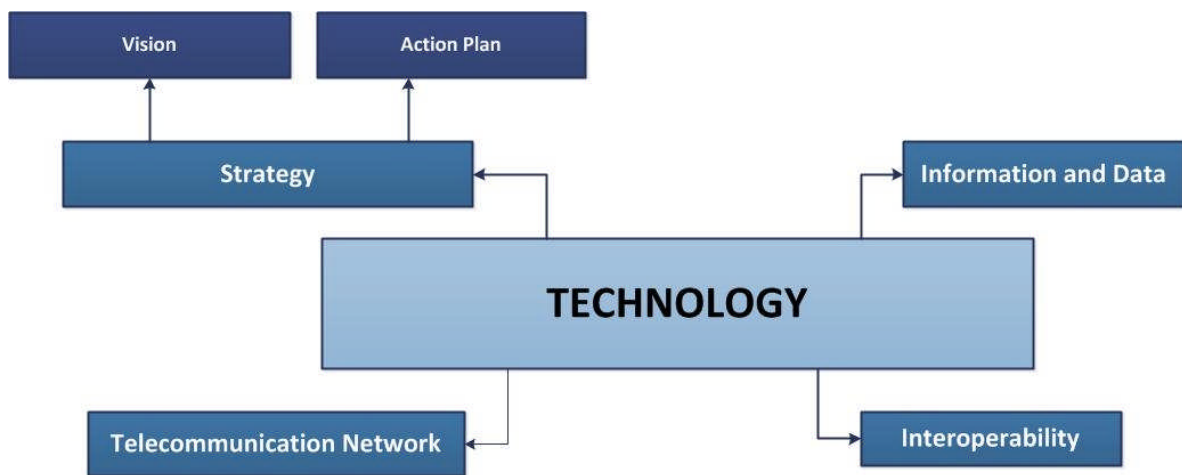 Vision
Action Plan
Strategy
Information and Data
TECHNOLOGY
Telecommunication Network
Interoperability